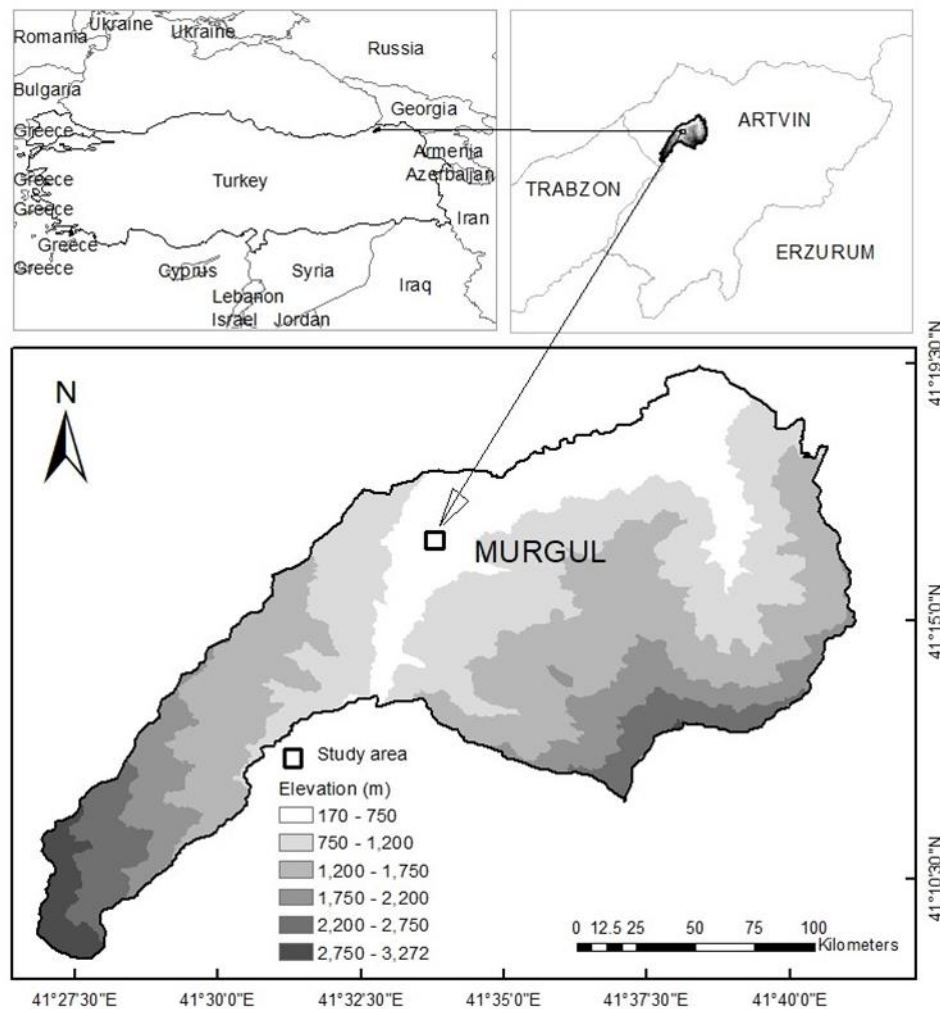 Romania
Ukraine
Ukraine
Russia
Bulgaria
Georgia
Greece
Armenia
Azerbaijan
Greece
Turkey
Greece
Iran
Greece
Greece
Cyprus
Syria
Iraq
Lebanon
Israel
Jordan
ARTVIN
TRABZON
ERZURUM
N
MURGUL
Study area
Elevation (m)
170 - 750
750 - 1,200
1,200 - 1,750
1,750 - 2,200
2,200 - 2,750
2,750 - 3,272
0 12.5 25 50 75 100
Kilometers
41°19'30"N
41°15'0"N
41°10'30"N
41°27'30"E 41°30'0"E 41°32'30"E 41°35'0"E 41°37'30"E 41°40'0"E